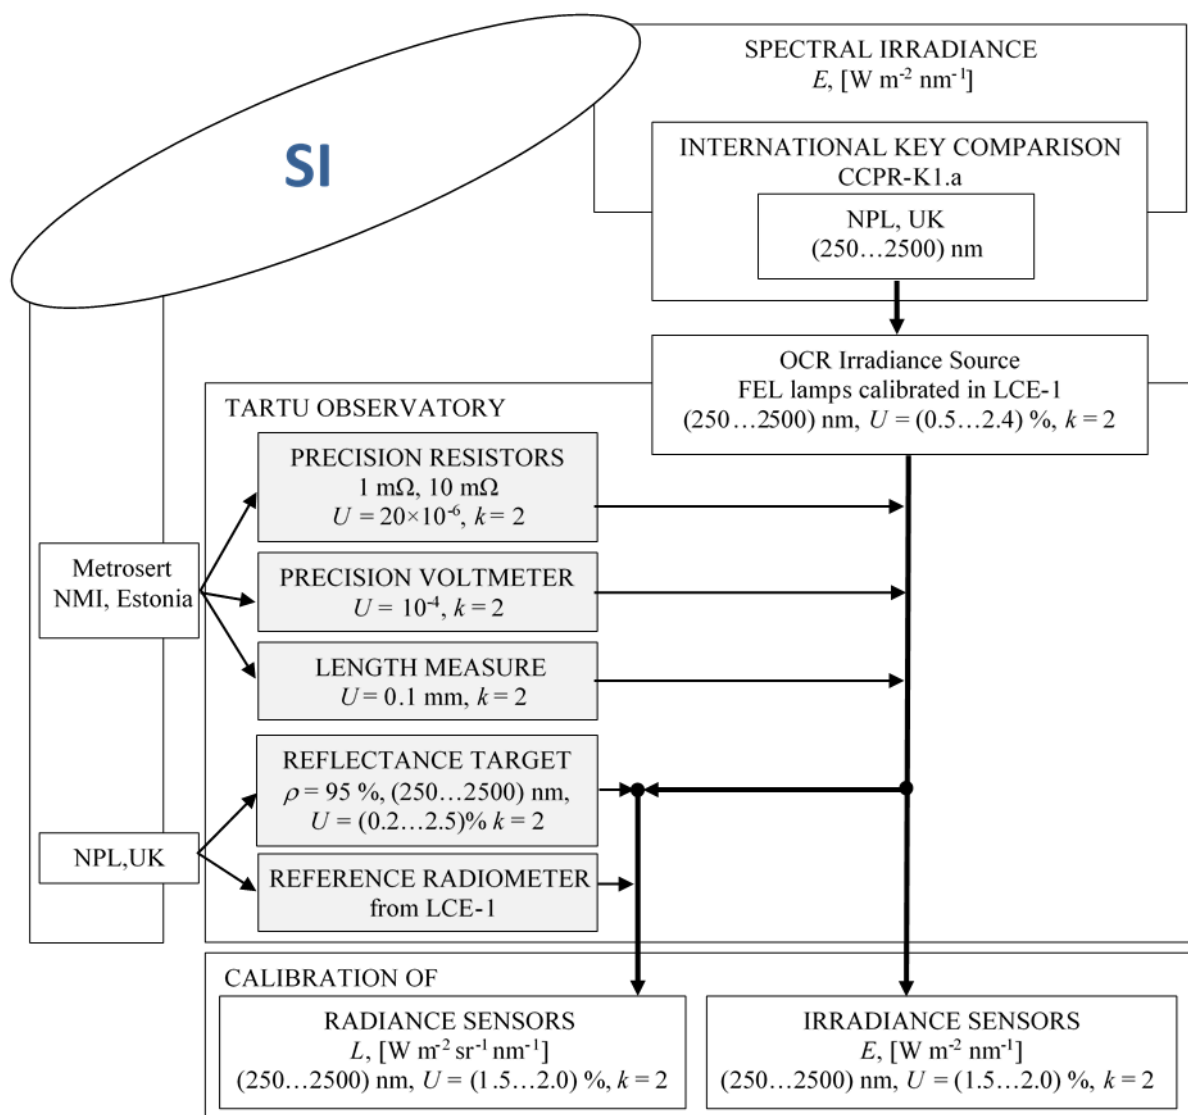 SPECTRAL IRRADIANCE
E, [W m⁻² nm⁻¹]
SI
INTERNATIONAL KEY COMPARISON
CCPR-K1.a
NPL, UK
(250…2500) nm
OCR Irradiance Source
FEL lamps calibrated in LCE-1
(250…2500) nm, U = (0.5…2.4) %, k = 2
TARTU OBSERVATORY
PRECISION RESISTORS
1 mΩ, 10 mΩ
U = 20×10⁻⁶, k = 2
Metrosert
NMI, Estonia
PRECISION VOLTMETER
U = 10⁻⁴, k = 2
LENGTH MEASURE
U = 0.1 mm, k = 2
REFLECTANCE TARGET
ρ = 95 %, (250…2500) nm,
U = (0.2…2.5)% k = 2
NPL,UK
REFERENCE RADIOMETER
from LCE-1
CALIBRATION OF
RADIANCE SENSORS
L, [W m⁻² sr⁻¹ nm⁻¹]
(250…2500) nm, U = (1.5…2.0) %, k = 2
IRRADIANCE SENSORS
E, [W m⁻² nm⁻¹]
(250…2500) nm, U = (1.5…2.0) %, k = 2